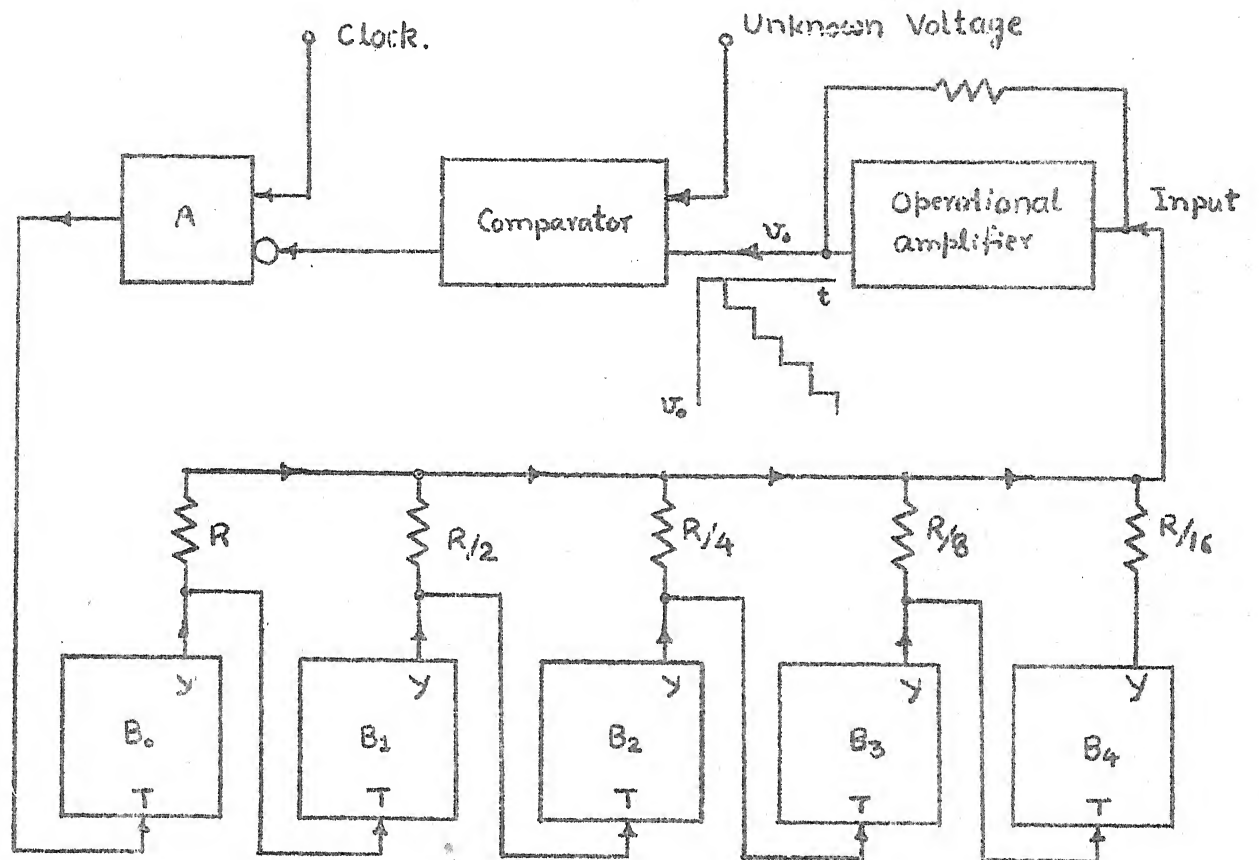 Clock.
Unknown Voltage
A
Comparator
Operational
amplifier
Input
v₀
t
v₀
R
R/2
R/4
R/8
R/16
y
y
y
y
y
B₀
B₁
B₂
B₃
B₄
T
T
T
T
T